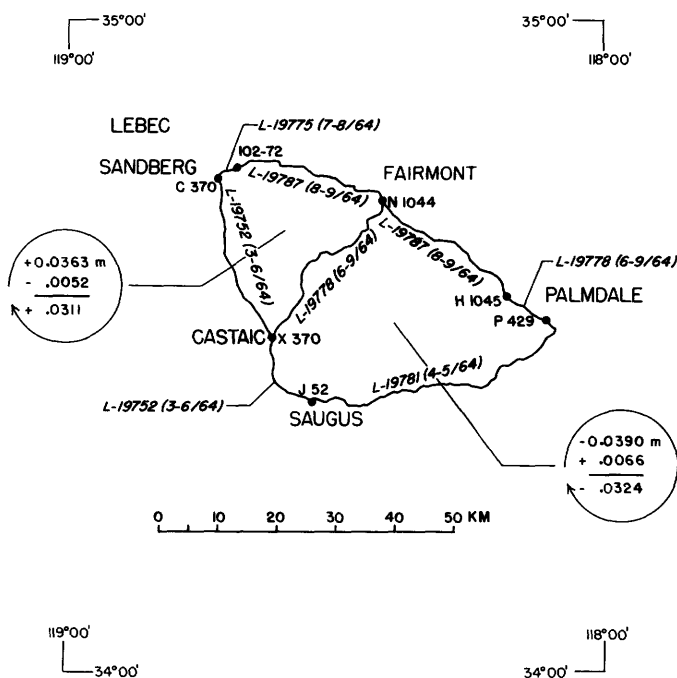 35°00'
119°00'
35°00'
118°00'
LEBEC
L-19775 (7-8/64)
102-72
SANDBERG
C 370
L-19787 (8-9/64)
FAIRMONT
N 1044
L-19752 (3-6/64)
L-19778 (6-9/64)
L-19787 (8-9/64)
L-19778 (6-9/64)
+0.0363 m
- .0052
+ .0311
H 1045
PALMDALE
P 429
CASTAIC
X 370
L-19781 (4-5/64)
J 52
L-19752 (3-6/64)
SAUGUS
-0.0390 m
+ .0066
- .0324
0 10 20 30 40 50 KM
119°00'
34°00'
118°00'
34°00'